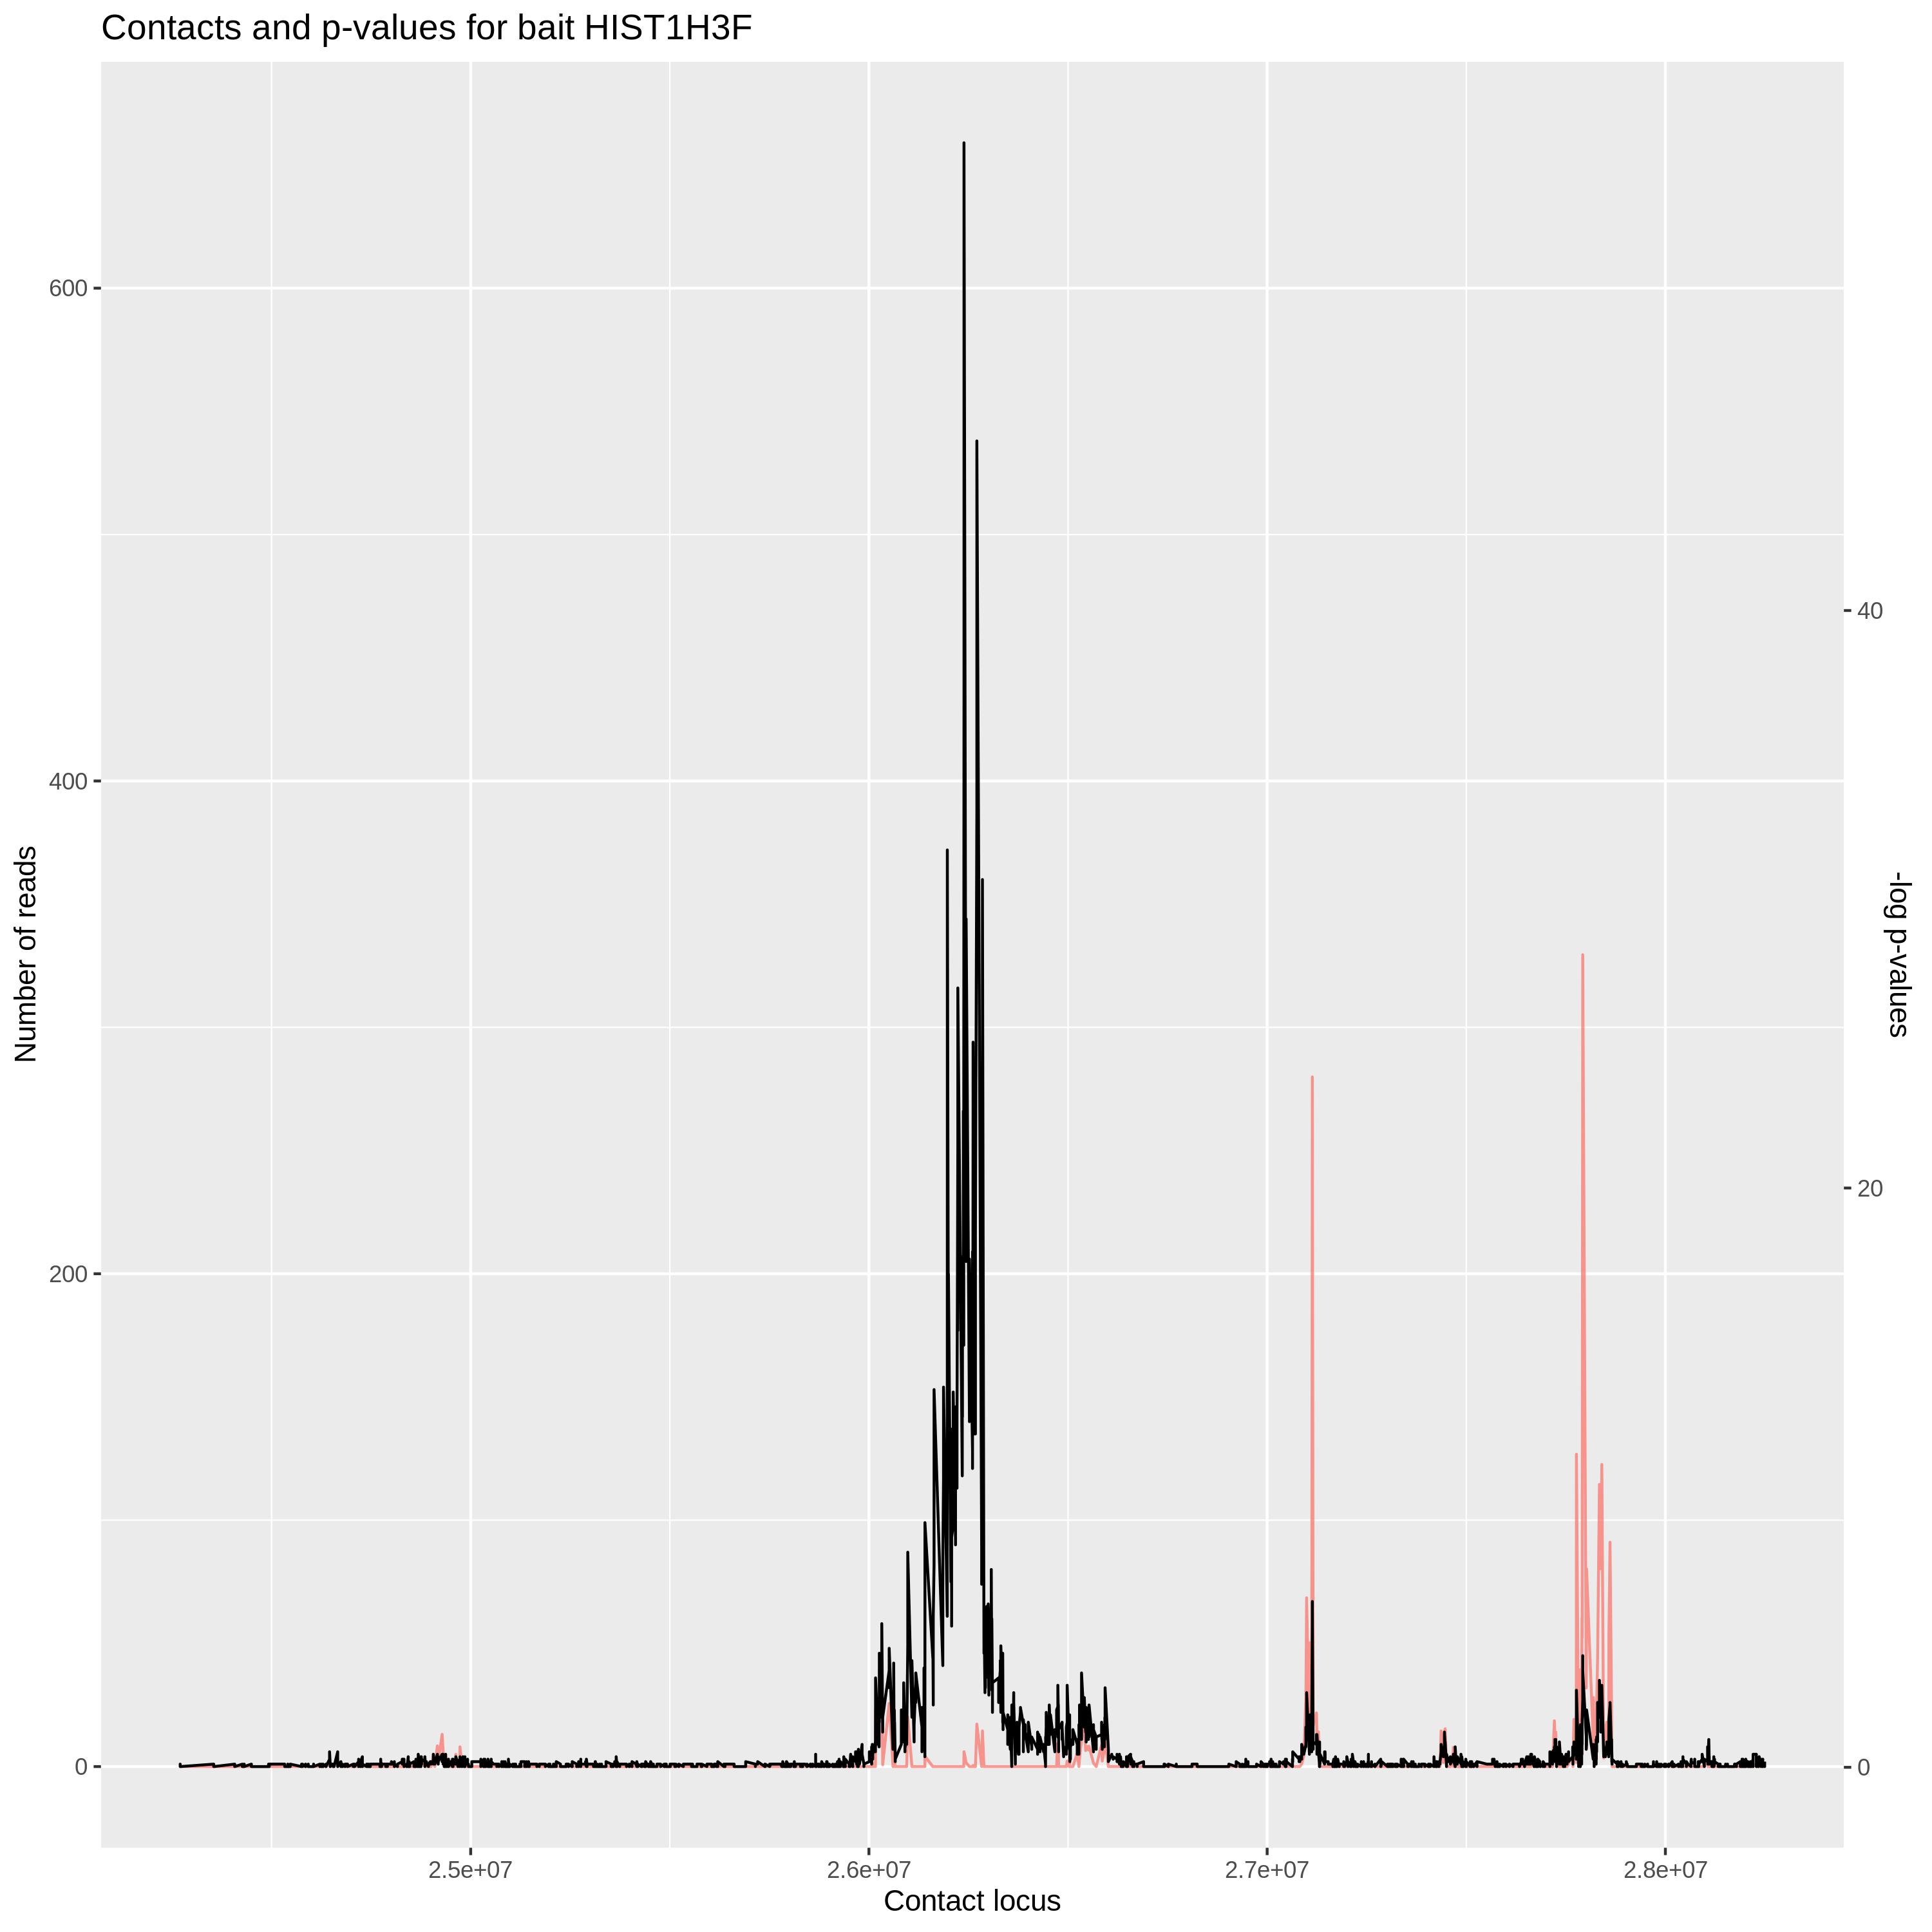 Contacts and p-values for bait HIST1H3F
600
400
200
0
Number of reads
40
20
0
-log p-values
2.5e+07
2.6e+07
2.7e+07
2.8e+07
Contact locus